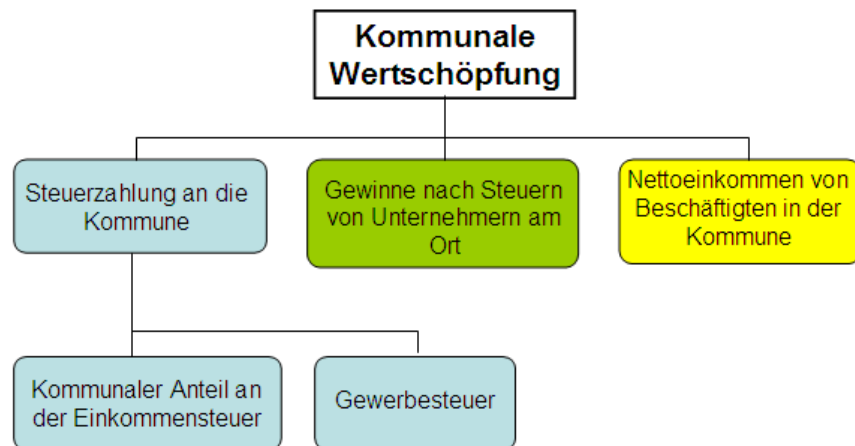 Kommunale
Wertschöpfung
Steuerzahlung an die
Kommune
Gewinne nach Steuern
von Unternehmern am
Ort
Nettoeinkommen von
Beschäftigten in der
Kommune
Kommunaler Anteil an
der Einkommensteuer
Gewerbesteuer